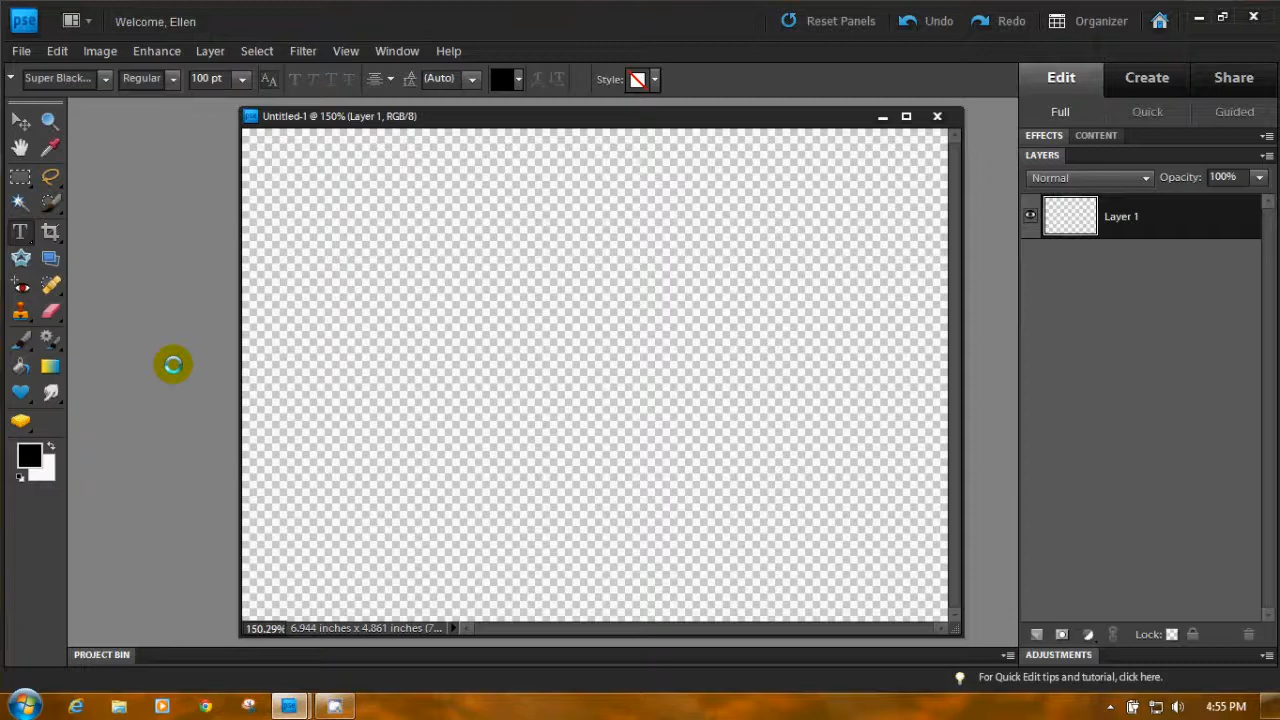 pse Welcome, Ellen Reset Panels Undo Redo Organizer
File Edit Image Enhance Layer Select Filter View Window Help
Super Black... Regular 100 pt (Auto) Style: Edit Create Share
Full Quick Guided
Untitled-1 @ 150% (Layer 1, RGB/8)
EFFECTS CONTENT
LAYERS
Normal Opacity: 100%
Layer 1
150.29% 6.944 inches x 4.861 inches (7...
Lock:
PROJECT BIN ADJUSTMENTS
For Quick Edit tips and tutorial, click here.
4:55 PM